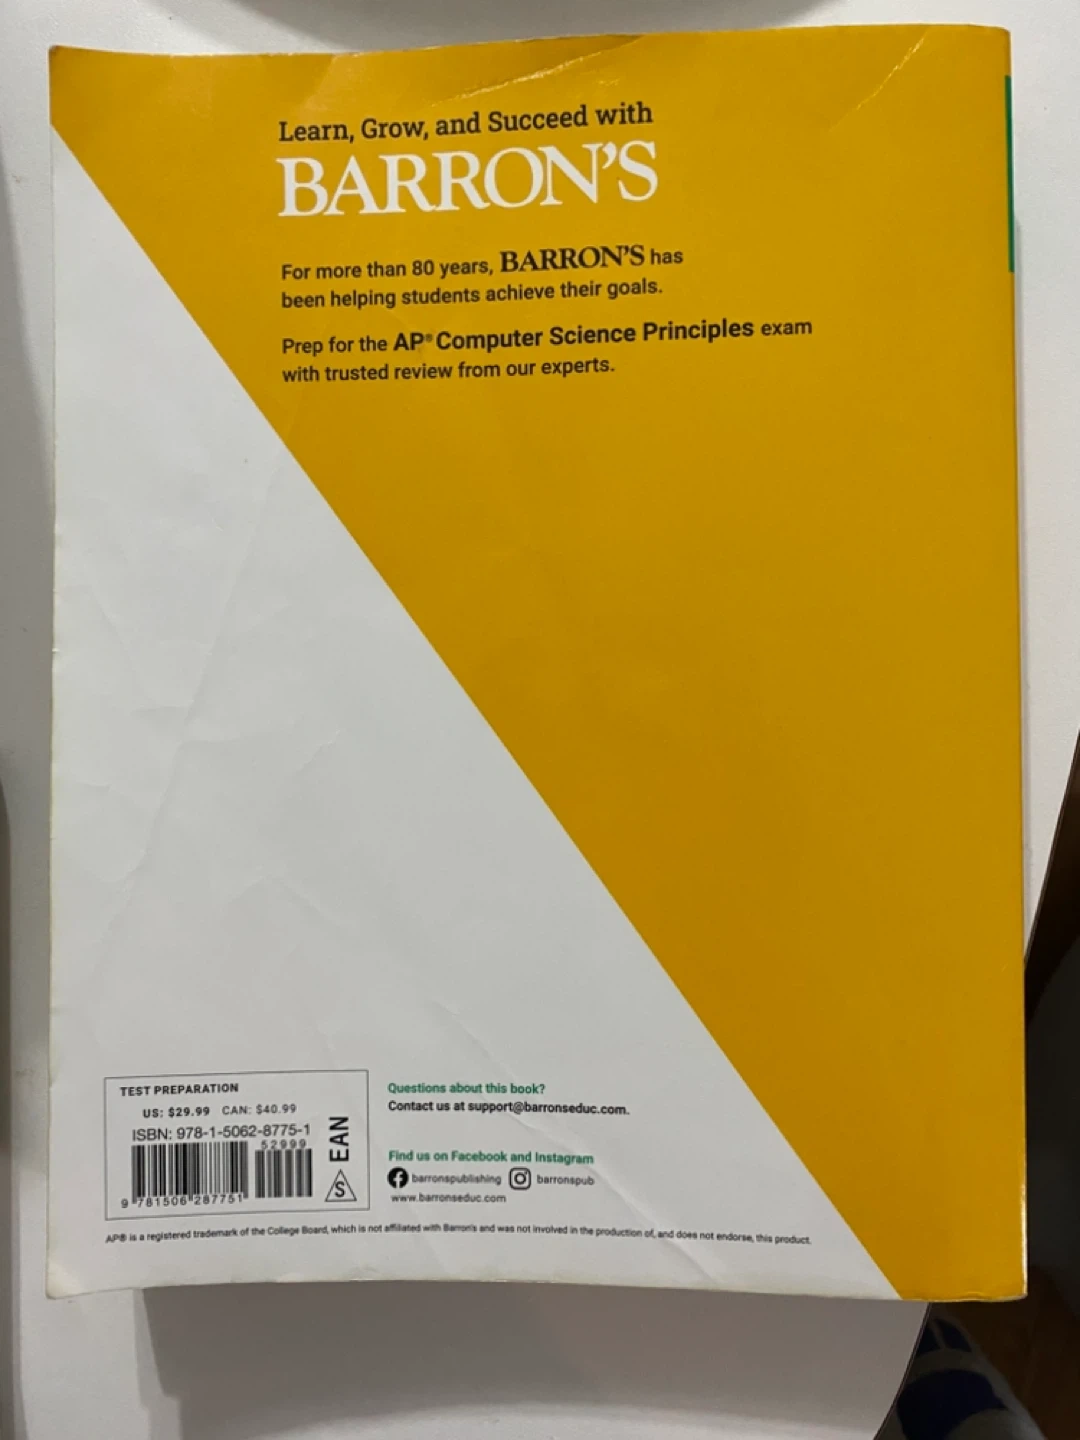 Learn, Grow, and Succeed with
BARRON'S
For more than 80 years, BARRON'S has
been helping students achieve their goals.
Prep for the AP® Computer Science Principles exam
with trusted review from our experts.
TEST PREPARATION
US: $29.99 CAN: $40.99
ISBN: 978-1-5062-8775-1
52999
9 781506 287751
EAN
S
Questions about this book?
Contact us at support@barronseduc.com.
Find us on Facebook and Instagram
barronspublishing barronspub
www.barronseduc.com
AP® is a registered trademark of the College Board, which is not affiliated with Barron's and was not involved in the production of, and does not endorse, this product.